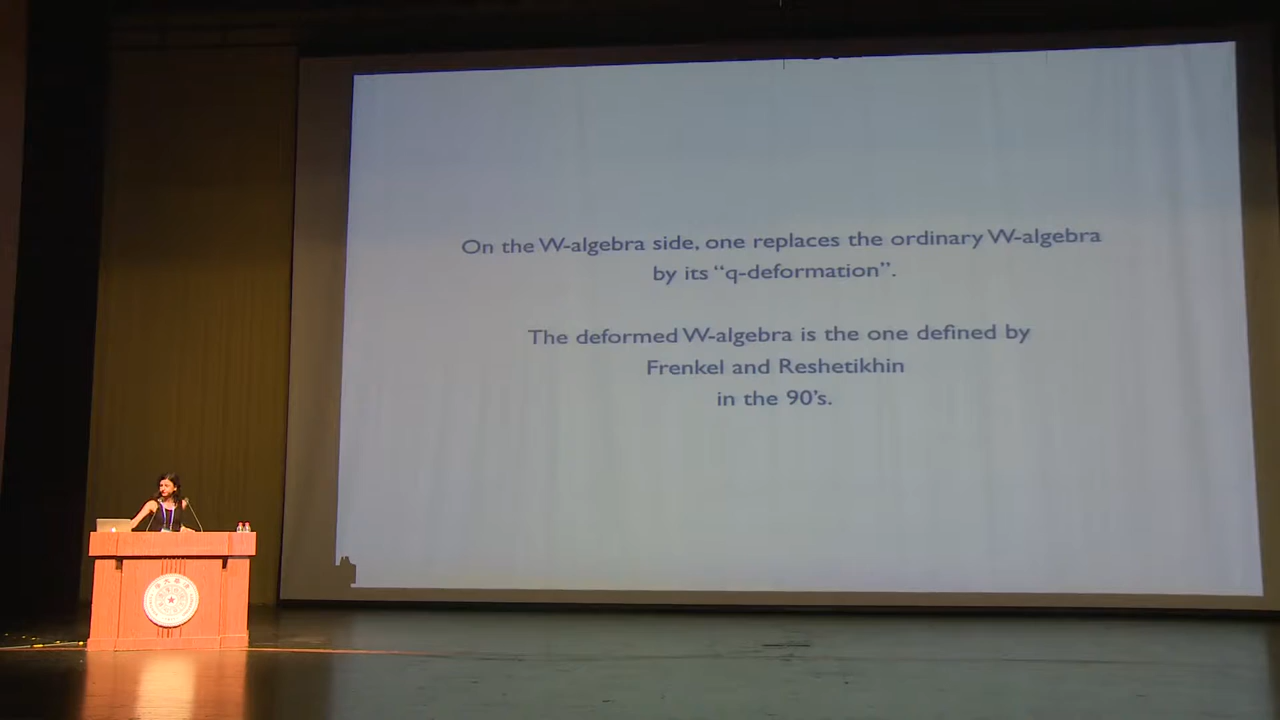 On the W-algebra side, one replaces the ordinary W-algebra
by its “q-deformation”.
The deformed W-algebra is the one defined by
Frenkel and Reshetikhin
in the 90’s.